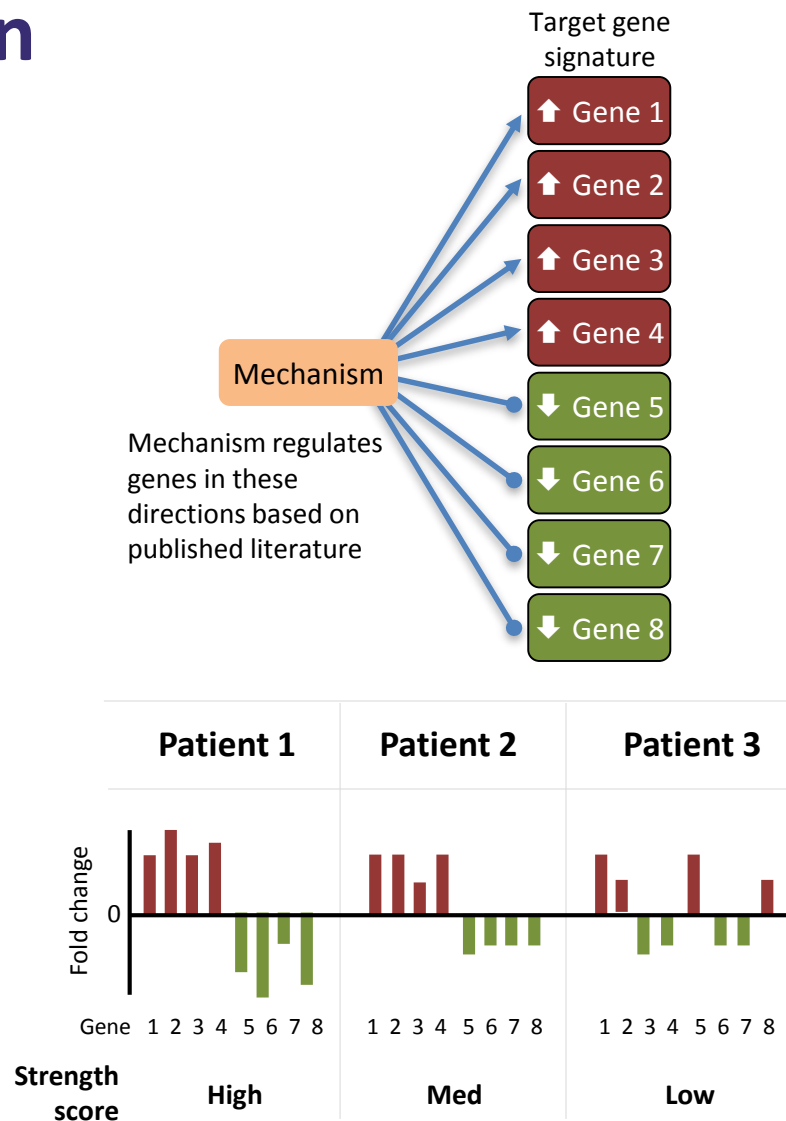 n
Target gene
signature
Gene 1
Gene 2
Gene 3
Gene 4
Mechanism
Gene 5
Mechanism regulates
genes in these
directions based on
published literature
Gene 6
Gene 7
Gene 8
Patient 1 Patient 2 Patient 3
Fold change
0
Gene 1 2 3 4 5 6 7 8 1 2 3 4 5 6 7 8 1 2 3 4 5 6 7 8
Strength
score
High Med Low